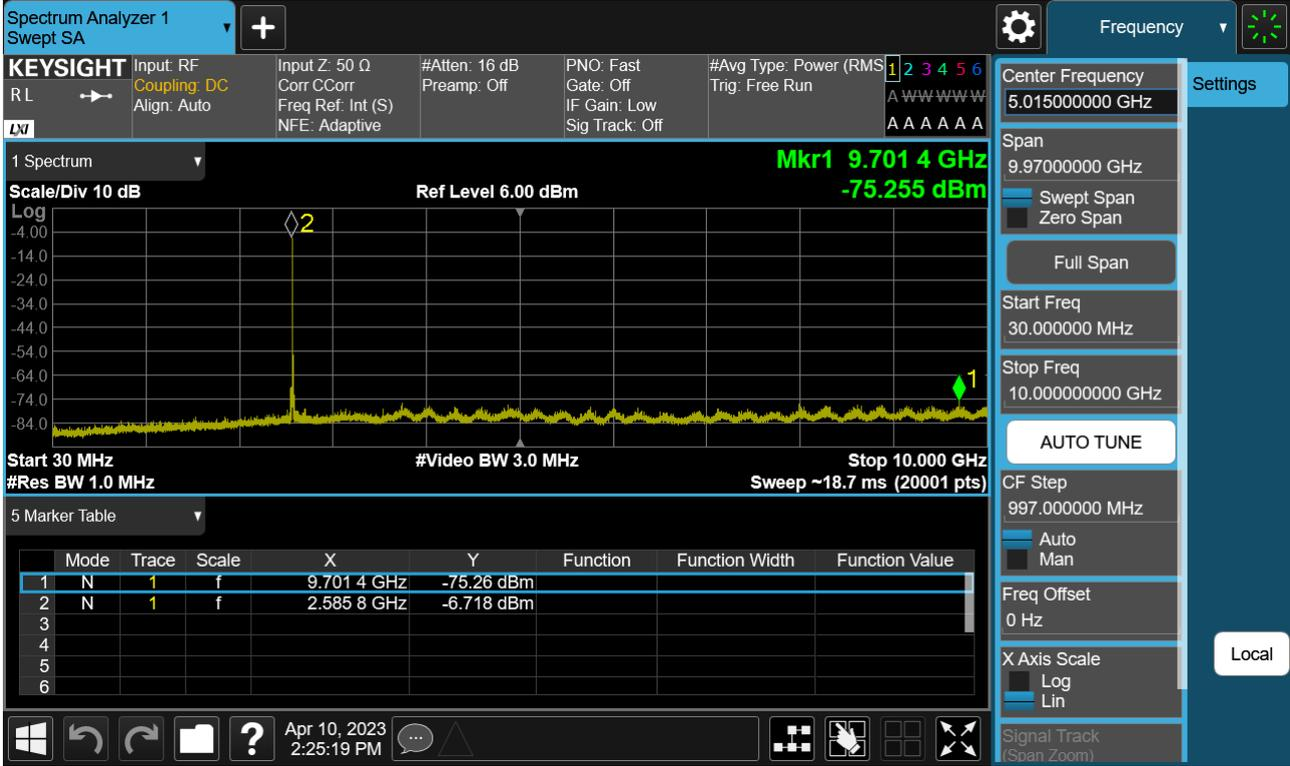 Spectrum Analyzer 1
Swept SA
+
Frequency
KEYSIGHT
R L
LXI
Input: RF
Coupling: DC
Align: Auto
Input Z: 50 Ω
Corr CCorr
Freq Ref: Int (S)
NFE: Adaptive
#Atten: 16 dB
Preamp: Off
PNO: Fast
Gate: Off
IF Gain: Low
Sig Track: Off
#Avg Type: Power (RMS
Trig: Free Run
1 2 3 4 5 6
A W W W W W
A A A A A A
1 Spectrum
Scale/Div 10 dB
Ref Level 6.00 dBm
Mkr1 9.701 4 GHz
-75.255 dBm
Log
-4.00
-14.0
-24.0
-34.0
-44.0
-54.0
-64.0
-74.0
-84.0
2
1
Start 30 MHz
#Video BW 3.0 MHz
Stop 10.000 GHz
#Res BW 1.0 MHz
Sweep ~18.7 ms (20001 pts)
5 Marker Table
Mode Trace Scale X Y Function Function Width Function Value
1 N 1 f 9.701 4 GHz -75.26 dBm
2 N 1 f 2.585 8 GHz -6.718 dBm
3
4
5
6
Center Frequency
5.015000000 GHz
Span
9.97000000 GHz
Swept Span
Zero Span
Full Span
Start Freq
30.000000 MHz
Stop Freq
10.000000000 GHz
AUTO TUNE
CF Step
997.000000 MHz
Auto
Man
Freq Offset
0 Hz
X Axis Scale
Log
Lin
Signal Track
(Span Zoom)
Settings
Local
?
Apr 10, 2023
2:25:19 PM